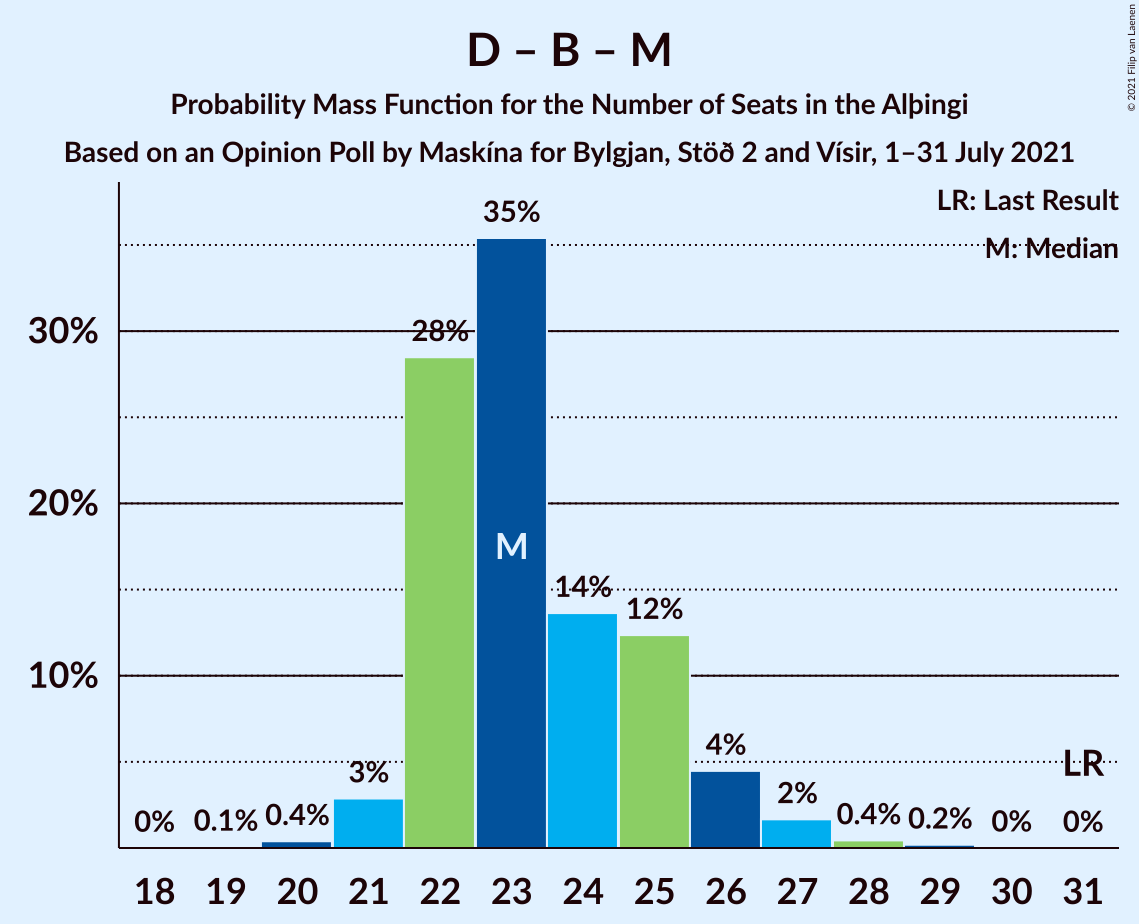 D – B – M
Probability Mass Function for the Number of Seats in the Alþingi
Based on an Opinion Poll by Maskína for Bylgjan, Stöð 2 and Vísir, 1–31 July 2021
© 2021 Filip van Laenen
LR: Last Result
M: Median
35%
30%
28%
20%
M
14%
12%
10%
4%
LR
3%
2%
0% 0.1% 0.4% 0.4% 0.2% 0% 0%
18 19 20 21 22 23 24 25 26 27 28 29 30 31